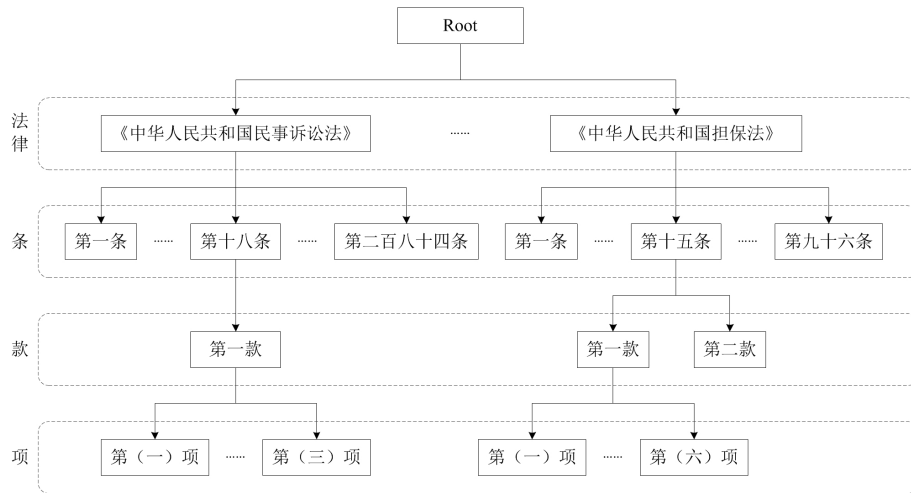 Root
法律
《中华人民共和国民事诉讼法》 …… 《中华人民共和国担保法》
条
第一条 …… 第十八条 …… 第二百八十四条 第一条 …… 第十五条 …… 第九十六条
款
第一款 第一款 第二款
项
第（一）项 …… 第（三）项 第（一）项 …… 第（六）项